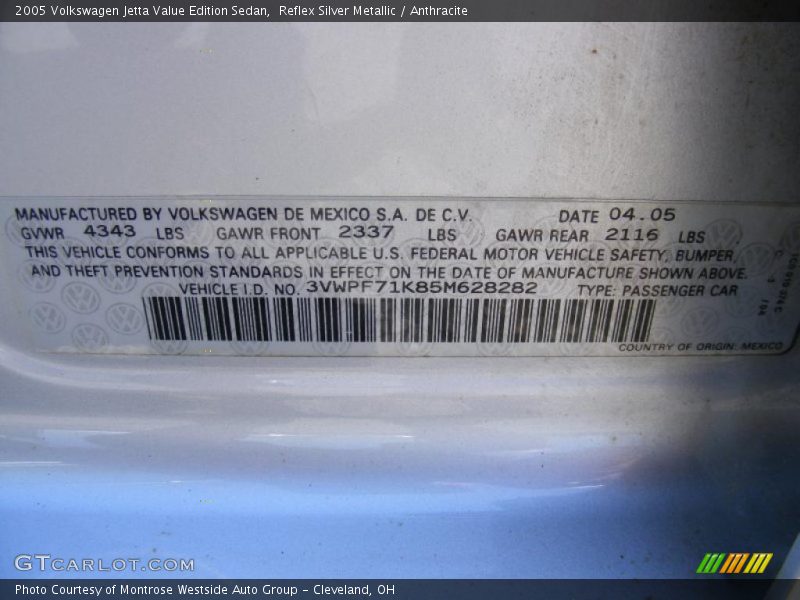 2005 Volkswagen Jetta Value Edition Sedan, Reflex Silver Metallic / Anthracite
MANUFACTURED BY VOLKSWAGEN DE MEXICO S.A. DE C.V. DATE 04.05
GVWR 4343 LBS GAWR FRONT 2337 LBS GAWR REAR 2116 LBS
THIS VEHICLE CONFORMS TO ALL APPLICABLE U.S. FEDERAL MOTOR VEHICLE SAFETY, BUMPER,
AND THEFT PREVENTION STANDARDS IN EFFECT ON THE DATE OF MANUFACTURE SHOWN ABOVE.
VEHICLE I.D. NO. 3VWPF71K85M628282 TYPE: PASSENGER CAR
COUNTRY OF ORIGIN: MEXICO
GTCARLOT.COM
Photo Courtesy of Montrose Westside Auto Group – Cleveland, OH